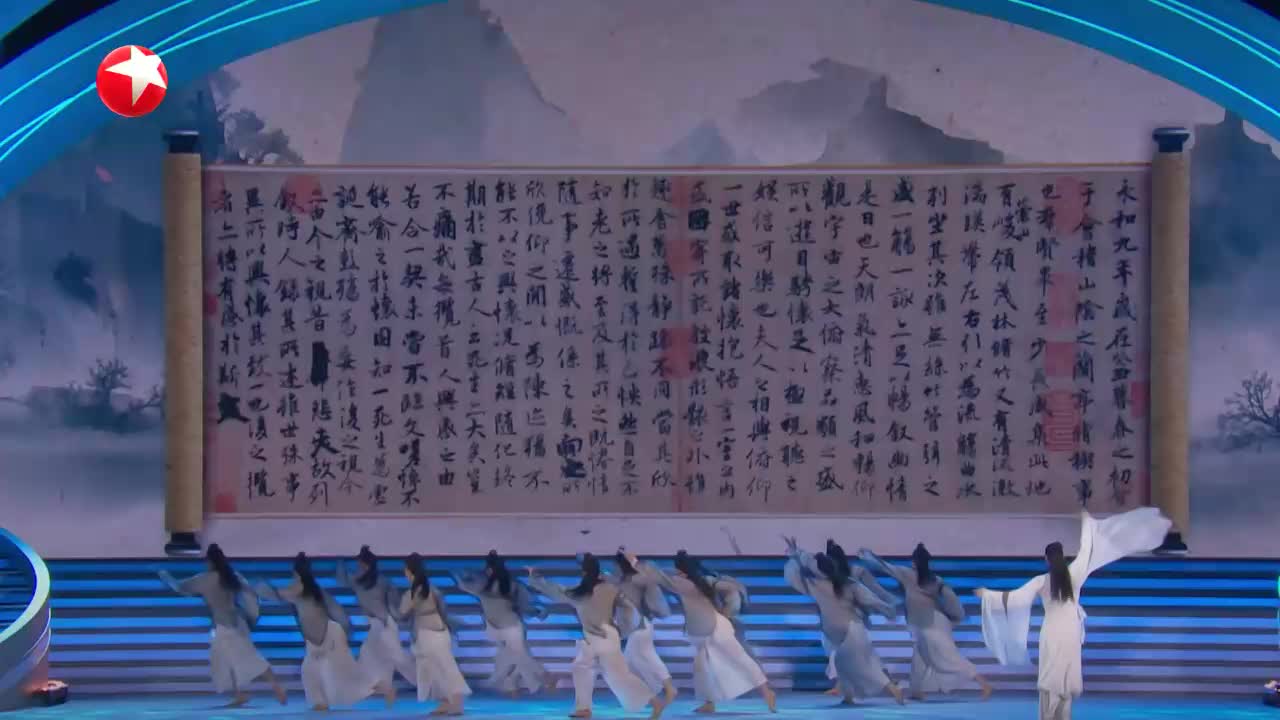 永和九年歲在癸丑暮春之初會
于會稽山陰之蘭亭脩稧事
也群賢畢至少長咸集此地
有崇山峻領茂林脩竹又有清流激
湍映帶左右引以為流觴曲水
列坐其次雖無絲竹管弦之
盛一觴一詠亦足以暢敘幽情
是日也天朗氣清惠風和暢仰
觀宇宙之大俯察品類之盛
所以遊目騁懷足以極視聽之
娛信可樂也夫人之相與俯仰
一世或取諸懷抱悟言一室之內
或因寄所託放浪形骸之外雖
趣舍萬殊靜躁不同當其欣
於所遇蹔得於己怏然自足不
知老之將至及其所之既惓情
隨事遷感慨係之矣向之所
欣俛仰之閒以為陳迹猶不
能不以之興懷況脩短隨化終
期於盡古人云死生亦大矣豈
不痛哉每攬昔人興感之由
若合一契未嘗不臨文嗟悼不
能喻之於懷固知一死生為虛
誕齊彭殤為妄作後之視今
亦由今之視昔悲夫故列
敘時人錄其所述雖世殊事
異所以興懷其致一也後之攬
者亦將有感於斯文